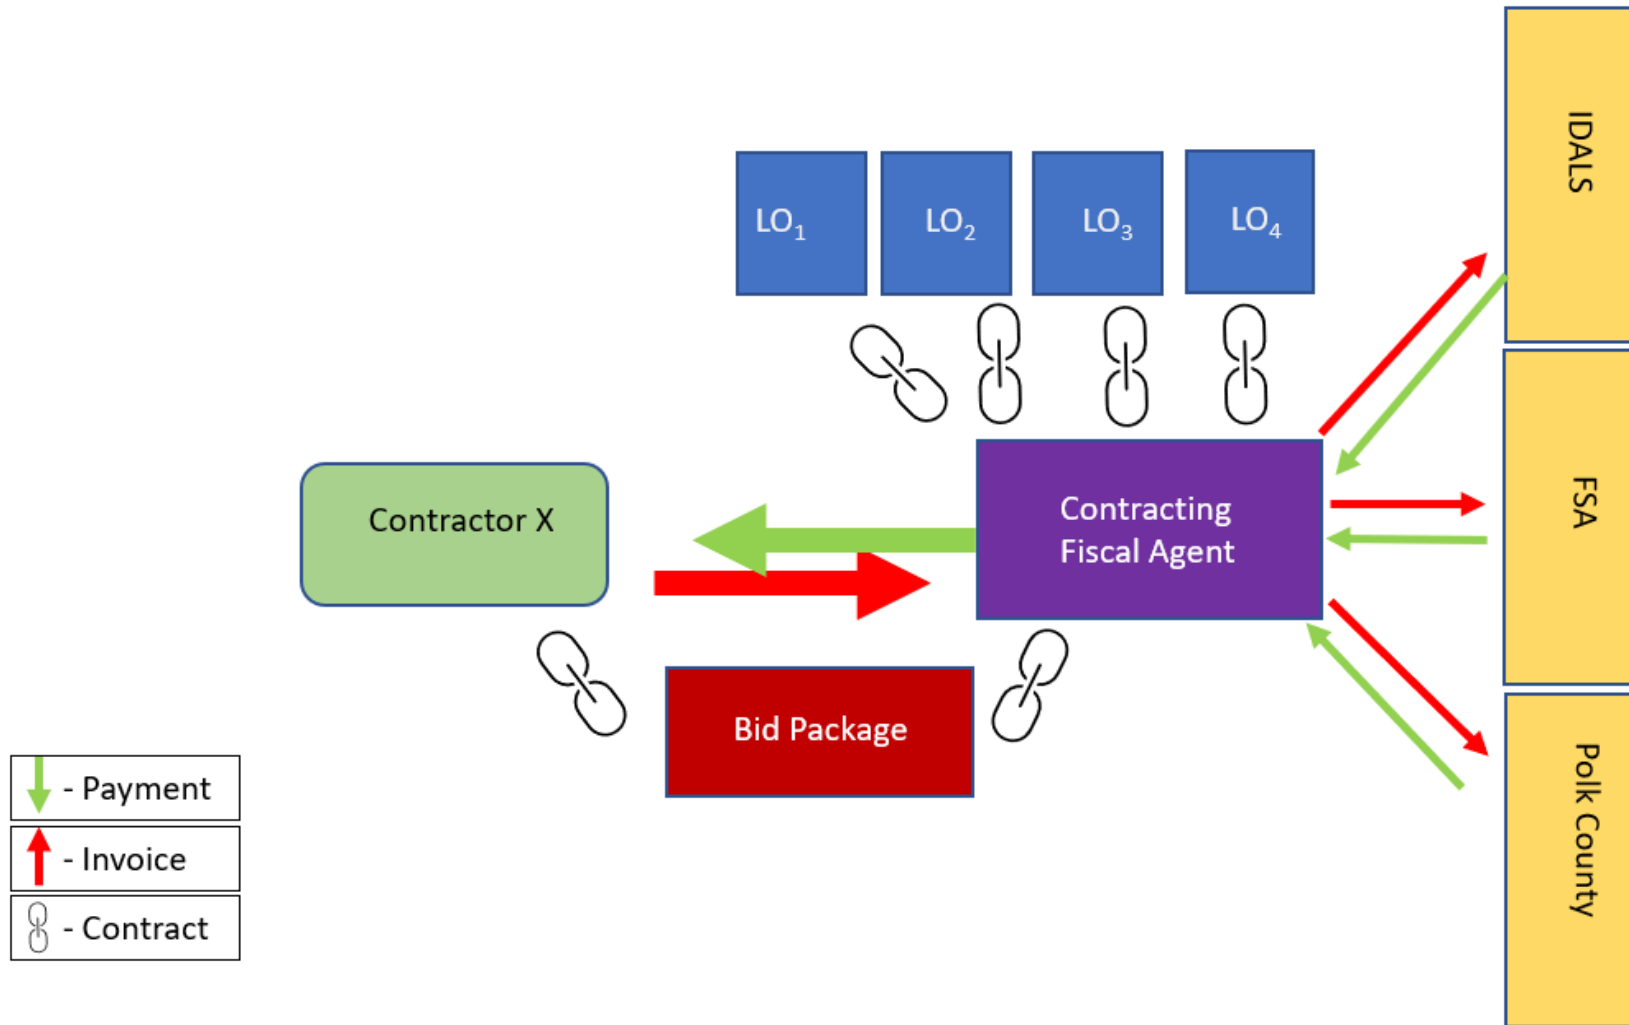 IDALS
LO₁
LO₂
LO₃
LO₄
FSA
Contractor X
Contracting
Fiscal Agent
Bid Package
Polk County
- Payment
- Invoice
- Contract